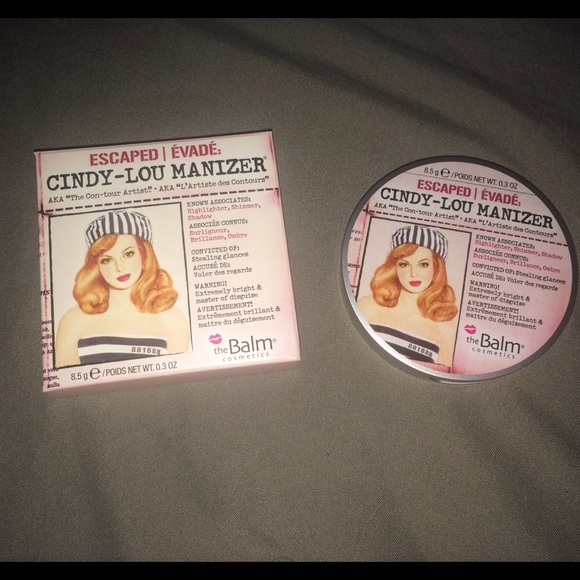 ESCAPED | ÉVADÉ:
CINDY-LOU MANIZER®
AKA "The Con-tour Artist" • AKA "L'Artiste des Contours"
KNOWN ASSOCIATES:
Highlighter, Shimmer,
Shadow
ASSOCIÉS CONNUS:
Surligneur,
Brillance, Ombre
CONVICTED OF:
Stealing glances
ACCUSÉ DE:
Voler des regards
WARNING!
Extremely bright &
master of disguise
AVERTISSEMENT!
Extrêmement brillant &
maître du déguisement
theBalm®
cosmetics
881688
8.5 g e/POIDS NET WT. 0.3 OZ
8.5 g e/POIDS NET WT. 0.3 OZ
ESCAPED | ÉVADÉ:
CINDY-LOU MANIZER
AKA "The Con-tour Artist" • AKA "L'Artiste des Contours"
KNOWN ASSOCIATES:
Highlighter, Shimmer, Shadow
ASSOCIÉS CONNUS:
Surligneur,
Brillance, Ombre
CONVICTED OF:
Stealing glances
ACCUSÉ DE:
Voler des regards
WARNING!
Extremely bright &
master of disguise
AVERTISSEMENT!
Extrêmement brillant &
maître du déguisement
theBalm®
cosmetics
881688